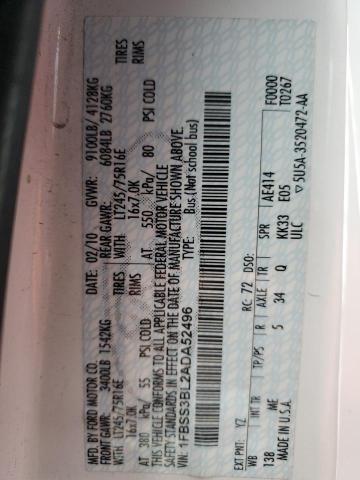 MFD. BY FORD MOTOR CO.
DATE: 02/10 GVWR: 9100LB/ 4128KG
FRONT GAWR: 3400LB 1542KG REAR GAWR: 6084LB 2760KG
LT245/75R16E TIRES WITH LT245/75R16E TIRES
16x7.0K RIMS 16x7.0K RIMS
AT 380 kPa/ 55 PSI COLD AT 550 kPa/ 80 PSI COLD
THIS VEHICLE CONFORMS TO ALL APPLICABLE FEDERAL MOTOR VEHICLE
SAFETY STANDARDS IN EFFECT ON THE DATE OF MANUFACTURE SHOWN ABOVE.
VIN: 1FBSS3BL2ADA52496 TYPE: Bus(Not school bus)
EXT PNT: YZ RC: 72 DSO: F0000
WB INT TR TP/PS R AXLE TR SPR T0267
138 ME 5 34 Q KK33 AE414 E05
MADE IN U.S.A. ULC ▽5U5A-3520472-AA